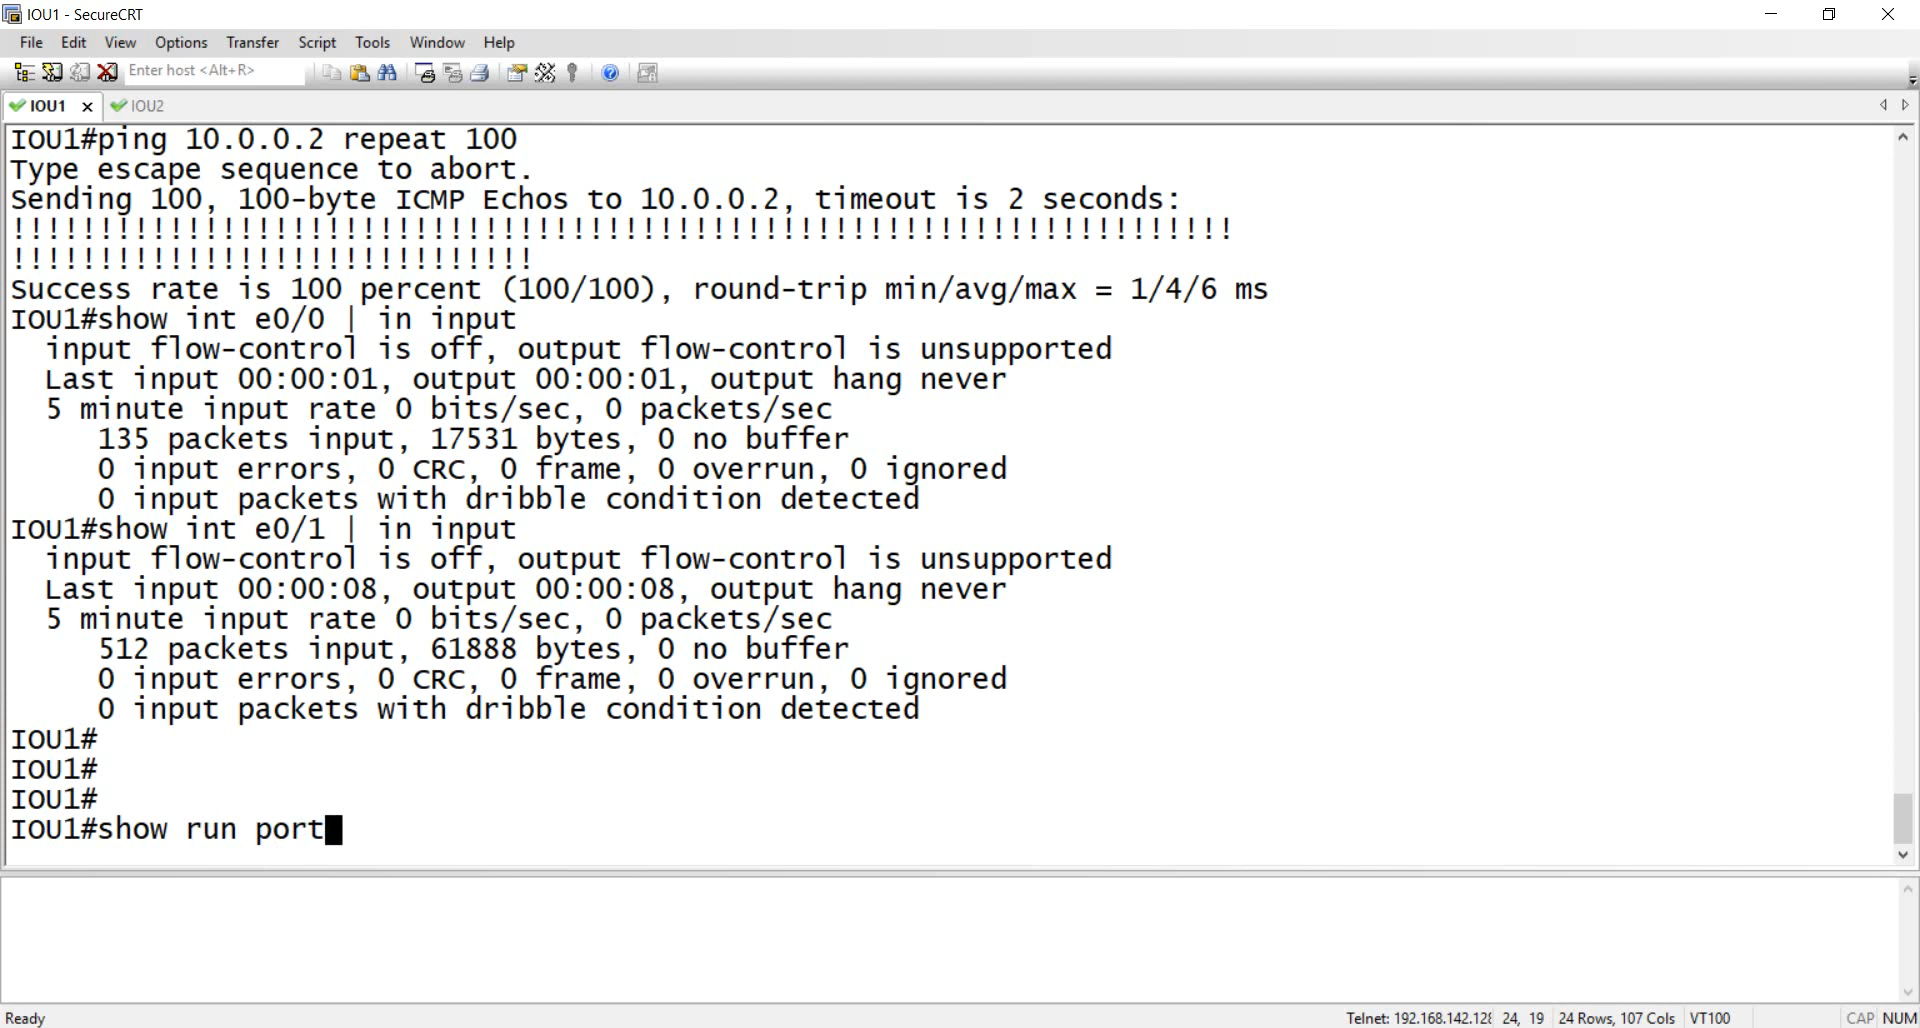 IOU1 - SecureCRT
File Edit View Options Transfer Script Tools Window Help
Enter host <Alt+R>
IOU1 IOU2
IOU1#ping 10.0.0.2 repeat 100
Type escape sequence to abort.
Sending 100, 100-byte ICMP Echos to 10.0.0.2, timeout is 2 seconds:
!!!!!!!!!!!!!!!!!!!!!!!!!!!!!!!!!!!!!!!!!!!!!!!!!!!!!!!!!!!!!!!!!!!!!!
!!!!!!!!!!!!!!!!!!!!!!!!!!!!!!
Success rate is 100 percent (100/100), round-trip min/avg/max = 1/4/6 ms
IOU1#show int e0/0 | in input
  input flow-control is off, output flow-control is unsupported
  Last input 00:00:01, output 00:00:01, output hang never
  5 minute input rate 0 bits/sec, 0 packets/sec
     135 packets input, 17531 bytes, 0 no buffer
     0 input errors, 0 CRC, 0 frame, 0 overrun, 0 ignored
     0 input packets with dribble condition detected
IOU1#show int e0/1 | in input
  input flow-control is off, output flow-control is unsupported
  Last input 00:00:08, output 00:00:08, output hang never
  5 minute input rate 0 bits/sec, 0 packets/sec
     512 packets input, 61888 bytes, 0 no buffer
     0 input errors, 0 CRC, 0 frame, 0 overrun, 0 ignored
     0 input packets with dribble condition detected
IOU1#
IOU1#
IOU1#
IOU1#show run port
Ready Telnet: 192.168.142.128 24, 19 24 Rows, 107 Cols VT100 CAP NUM